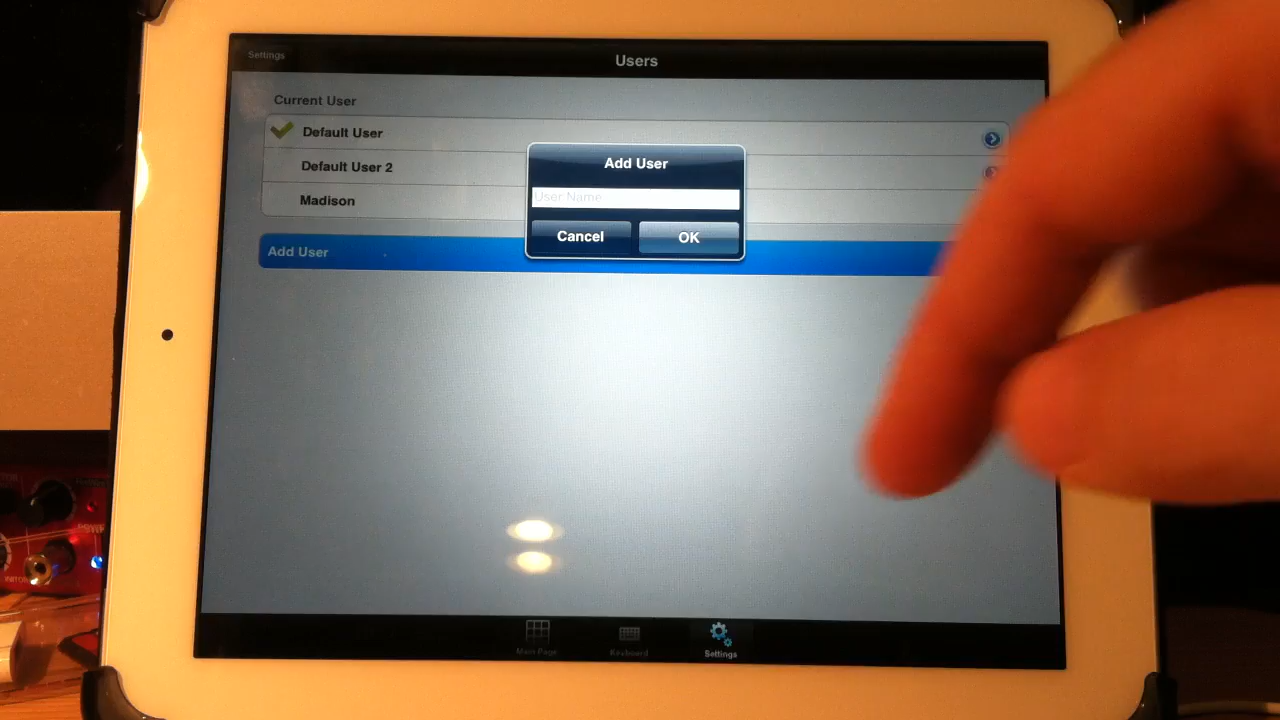 Settings
Users
Current User
Default User
Default User 2
Madison
Add User
Add User
User Name
Cancel
OK
Main Page
Keyboard
Settings